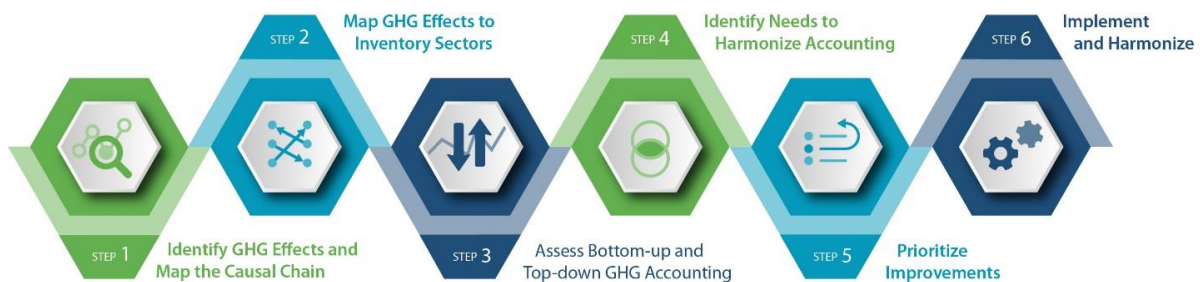 STEP 1
Identify GHG Effects and
Map the Causal Chain
STEP 2
Map GHG Effects to
Inventory Sectors
STEP 3
Assess Bottom-up and
Top-down GHG Accounting
STEP 4
Identify Needs to
Harmonize Accounting
STEP 5
Prioritize
Improvements
STEP 6
Implement
and Harmonize